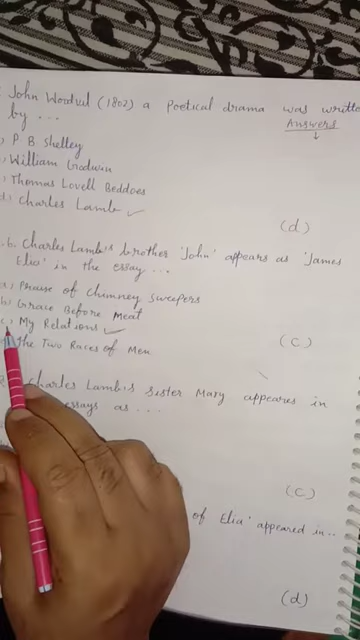 John Woodvil (1802) a Poetical drama was written
by ...
Answers
P. B Shelley
William Godwin
Thomas Lovell Beddoes
Charles Lamb ✓
(d)
6. Charles Lamb's brother 'John' appears as 'James
Elia' in the essay ...
a) Praise of Chimney Sweepers
b) Grace Before Meat
c) My Relations ✓
(c)
The Two Races of Men
Charles Lamb's Sister Mary appeares in
essays as ...
(c)
of Elia' appeared in...
(d)